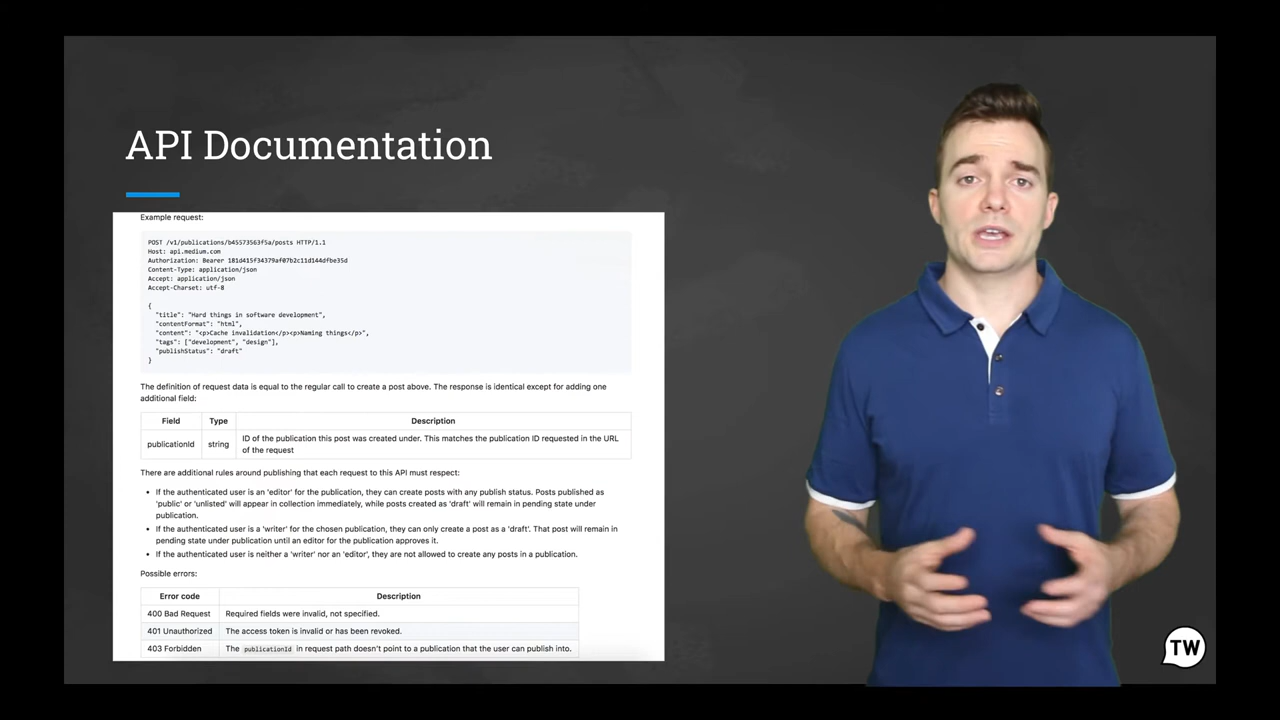 API Documentation
Example request:
POST /v1/publications/b45573563f5a/posts HTTP/1.1
Host: api.medium.com
Authorization: Bearer 181d415f34379af07b2c11d144dfbe35d
Content-Type: application/json
Accept: application/json
Accept-Charset: utf-8
{
"title": "Hard things in software development",
"contentFormat": "html",
"content": "<p>Cache invalidation</p><p>Naming things</p>",
"tags": ["development", "design"],
"publishStatus": "draft"
}
The definition of request data is equal to the regular call to create a post above. The response is identical except for adding one
additional field:
Field Type Description
publicationId string ID of the publication this post was created under. This matches the publication ID requested in the URL
of the request
There are additional rules around publishing that each request to this API must respect:
• If the authenticated user is an 'editor' for the publication, they can create posts with any publish status. Posts published as
'public' or 'unlisted' will appear in collection immediately, while posts created as 'draft' will remain in pending state under
publication.
• If the authenticated user is a 'writer' for the chosen publication, they can only create a post as a 'draft'. That post will remain in
pending state under publication until an editor for the publication approves it.
• If the authenticated user is neither a 'writer' nor an 'editor', they are not allowed to create any posts in a publication.
Possible errors:
Error code Description
400 Bad Request Required fields were invalid, not specified.
401 Unauthorized The access token is invalid or has been revoked.
403 Forbidden The publicationId in request path doesn't point to a publication that the user can publish into.
TW